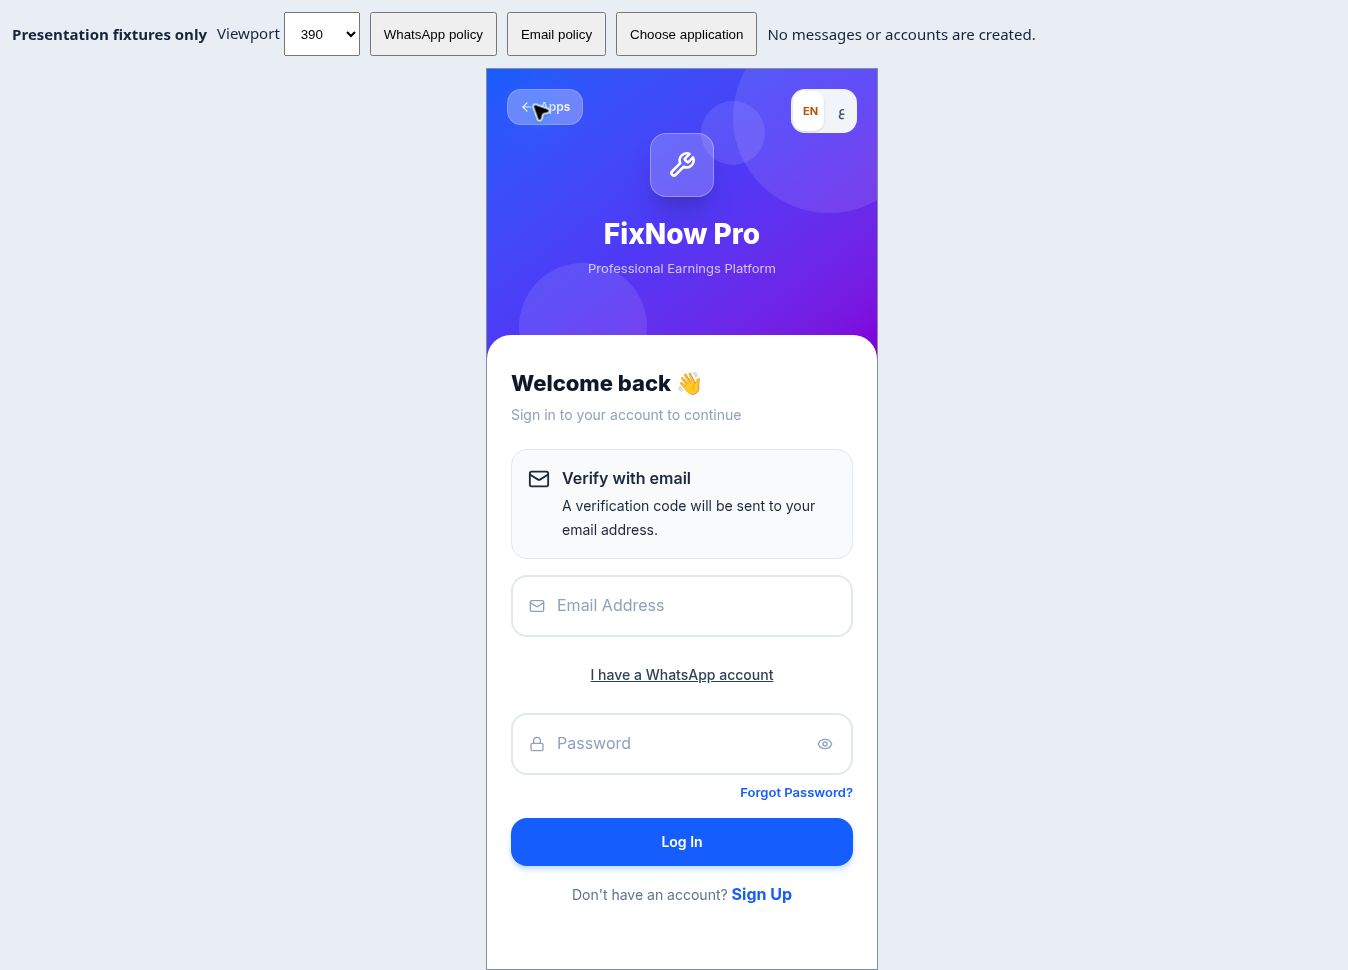 Presentation fixtures only Viewport 390 WhatsApp policy Email policy Choose application No messages or accounts are created.
Apps
EN ع
FixNow Pro
Professional Earnings Platform
Welcome back 👋
Sign in to your account to continue
Verify with email
A verification code will be sent to your
email address.
Email Address
I have a WhatsApp account
Password
Forgot Password?
Log In
Don't have an account? Sign Up